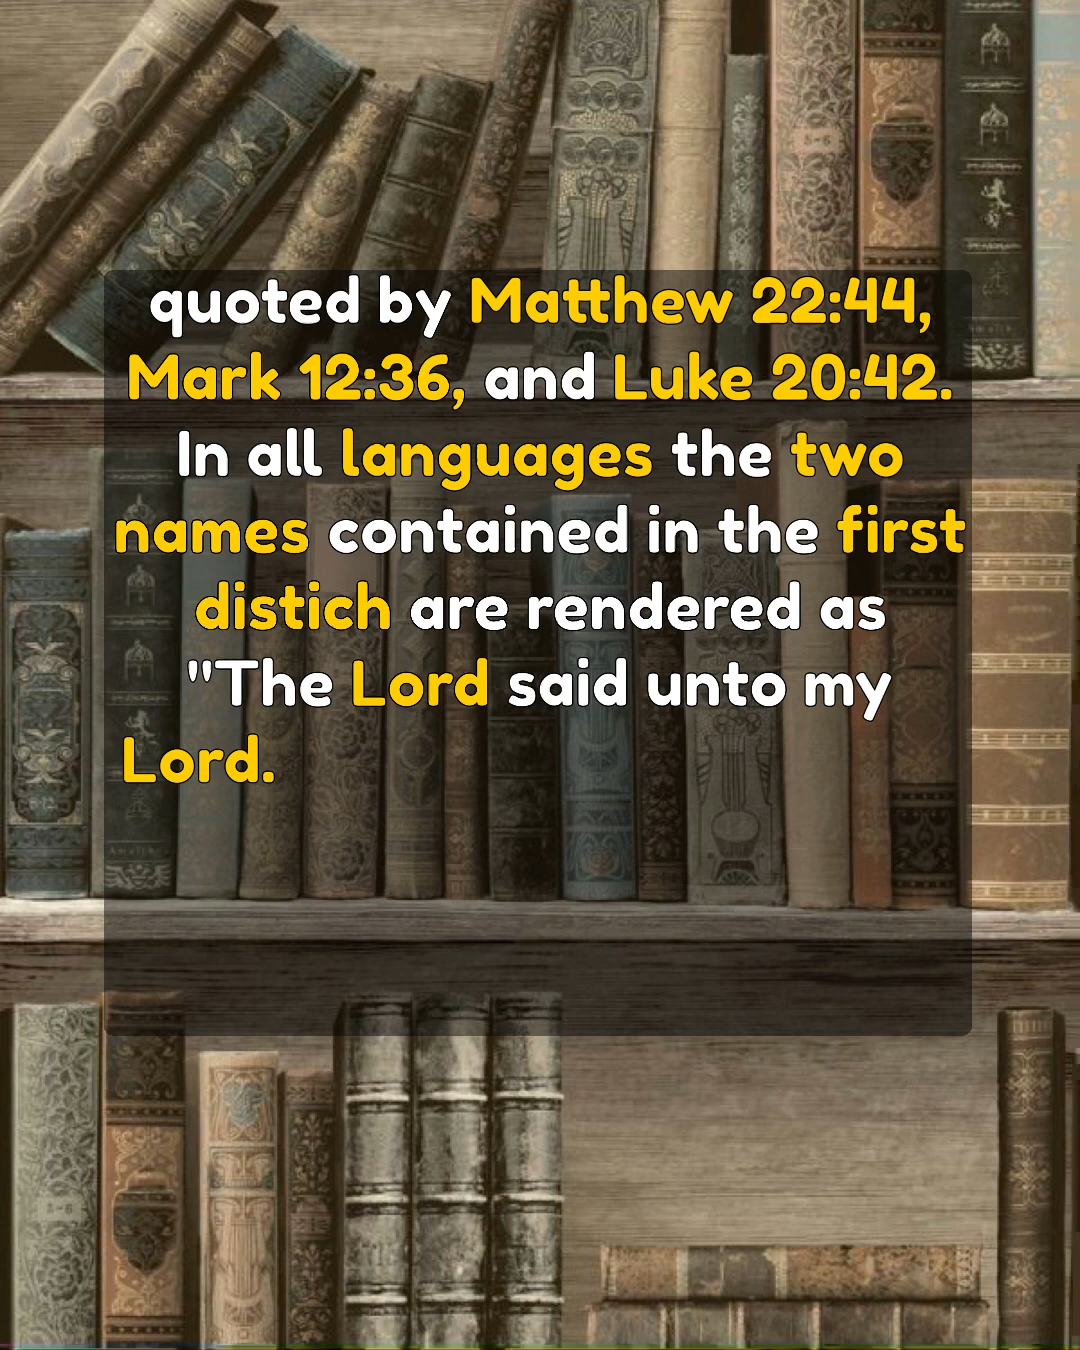 quoted by Matthew 22:44,
Mark 12:36, and Luke 20:42.
In all languages the two
names contained in the first
distich are rendered as
"The Lord said unto my
Lord.